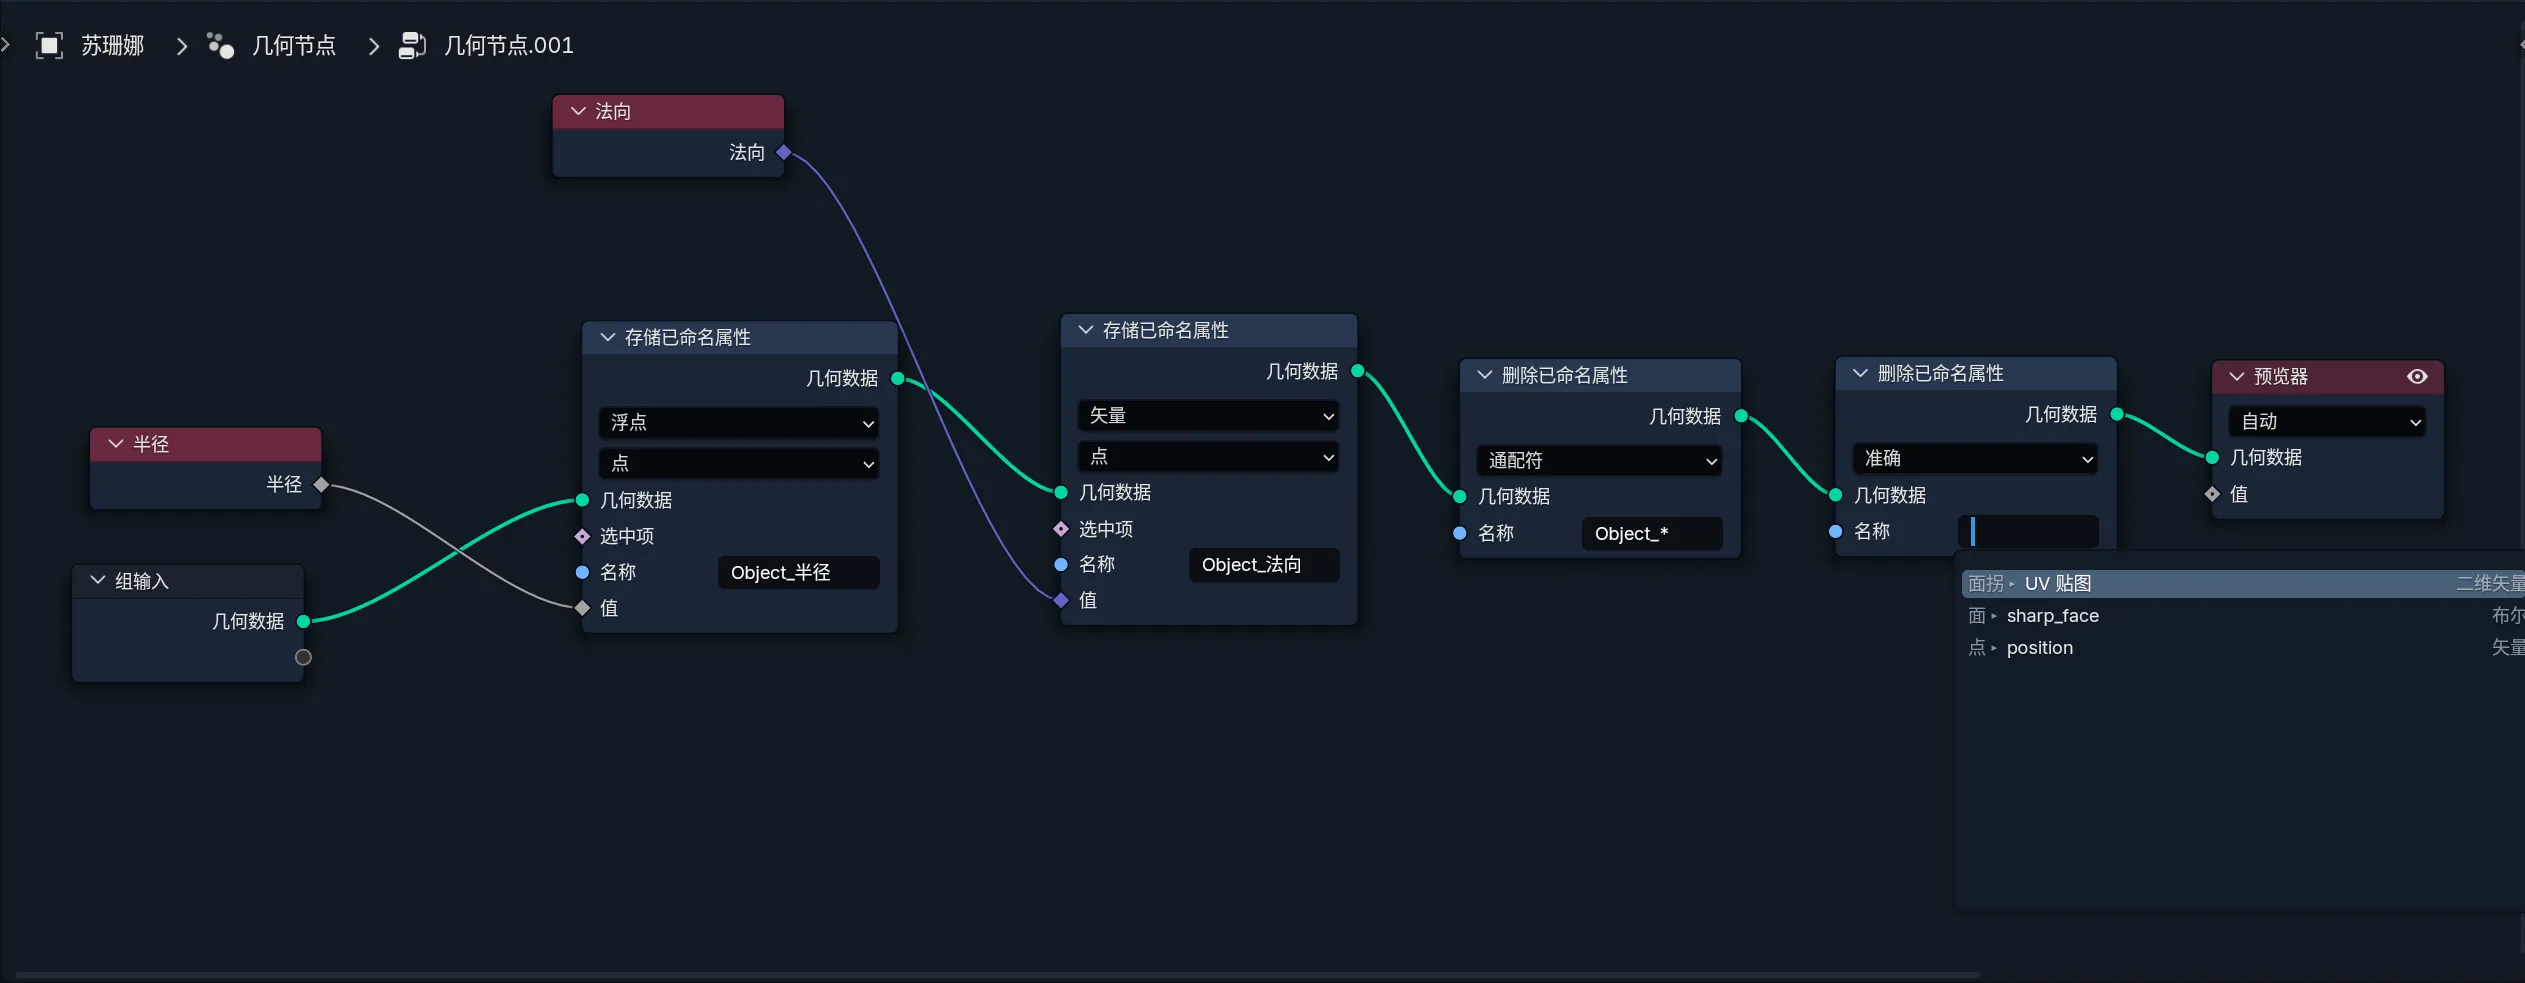 苏珊娜
几何节点
几何节点.001
法向
法向
半径
半径
组输入
几何数据
存储已命名属性
几何数据
浮点
点
几何数据
选中项
名称 Object_半径
值
存储已命名属性
几何数据
矢量
点
几何数据
选中项
名称 Object_法向
值
删除已命名属性
几何数据
通配符
几何数据
名称 Object_*
删除已命名属性
几何数据
准确
几何数据
名称
面拐 ▸ UV 贴图 二维矢量
面 ▸ sharp_face 布尔
点 ▸ position 矢量
预览器
自动
几何数据
值